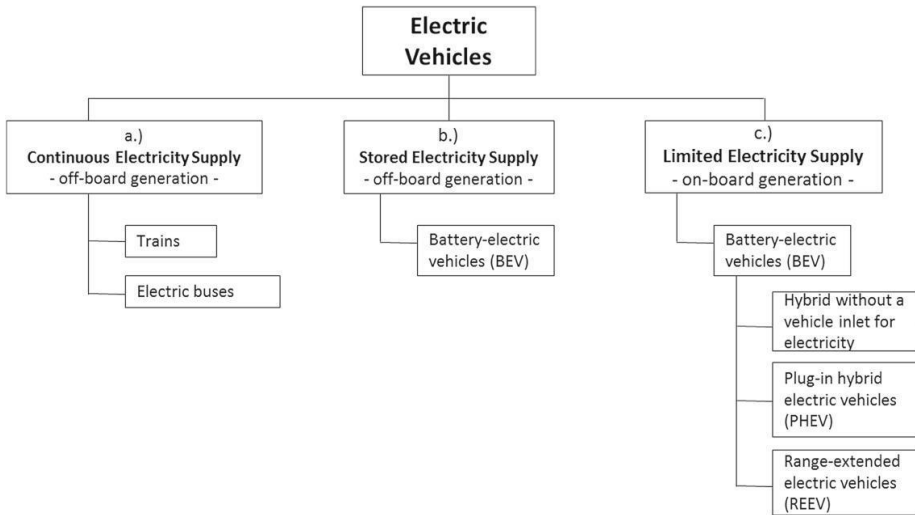 Electric
Vehicles
a.)
Continuous Electricity Supply
- off-board generation -
Trains
Electric buses
b.)
Stored Electricity Supply
- off-board generation -
Battery-electric
vehicles (BEV)
c.)
Limited Electricity Supply
- on-board generation -
Battery-electric
vehicles (BEV)
Hybrid without a
vehicle inlet for
electricity
Plug-in hybrid
electric vehicles
(PHEV)
Range-extended
electric vehicles
(REEV)